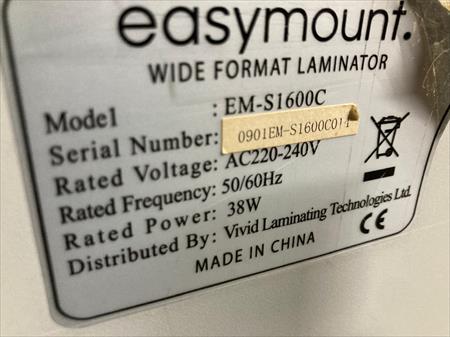 easymount.
WIDE FORMAT LAMINATOR
Model : EM-S1600C
Serial Number: 0901EM-S1600C014
Rated Voltage: AC220-240V
Rated Frequency: 50/60Hz
Rated Power: 38W
Distributed By: Vivid Laminating Technologies Ltd.
MADE IN CHINA CE